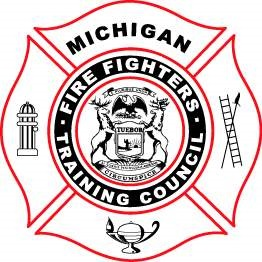 MICHIGAN
FIRE FIGHTERS
TRAINING COUNCIL
TUEBOR
CIRCUMSPICE